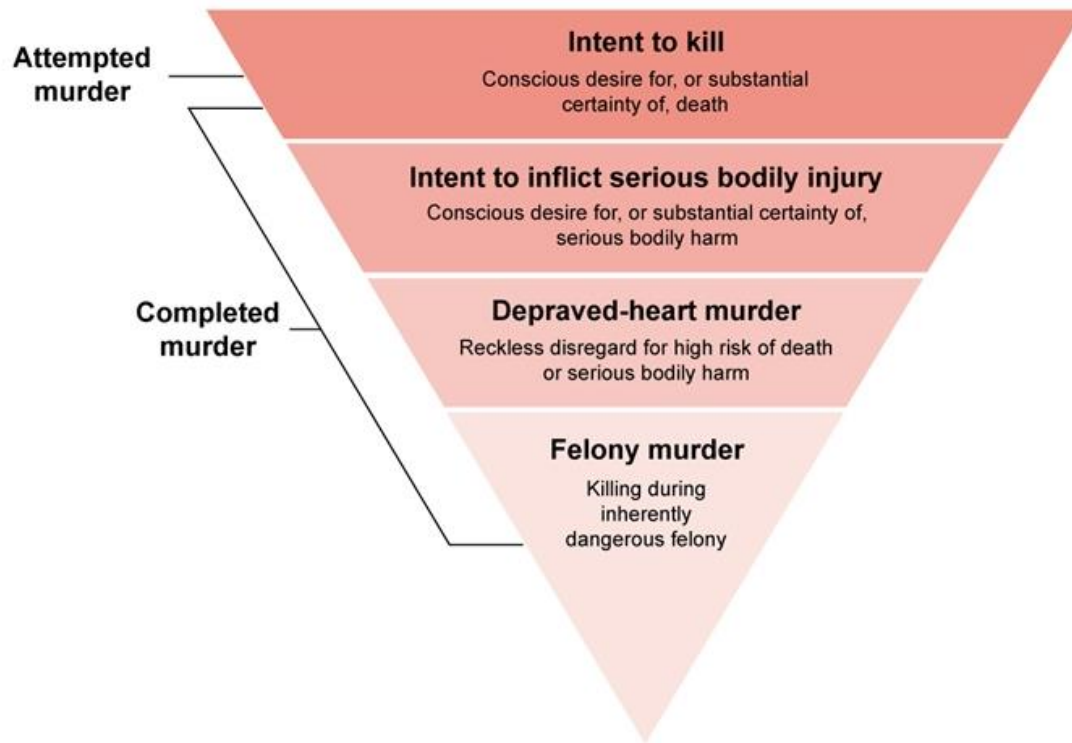 Attempted
murder
Completed
murder
Intent to kill
Conscious desire for, or substantial
certainty of, death
Intent to inflict serious bodily injury
Conscious desire for, or substantial certainty of,
serious bodily harm
Depraved-heart murder
Reckless disregard for high risk of death
or serious bodily harm
Felony murder
Killing during
inherently
dangerous felony